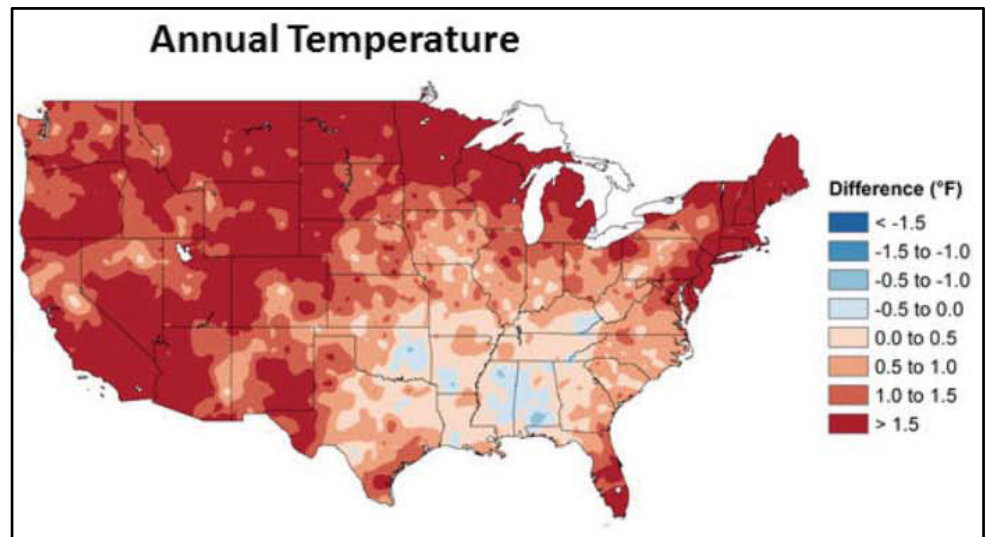 Annual Temperature
Difference (°F)
< -1.5
-1.5 to -1.0
-0.5 to -1.0
-0.5 to 0.0
0.0 to 0.5
0.5 to 1.0
1.0 to 1.5
> 1.5